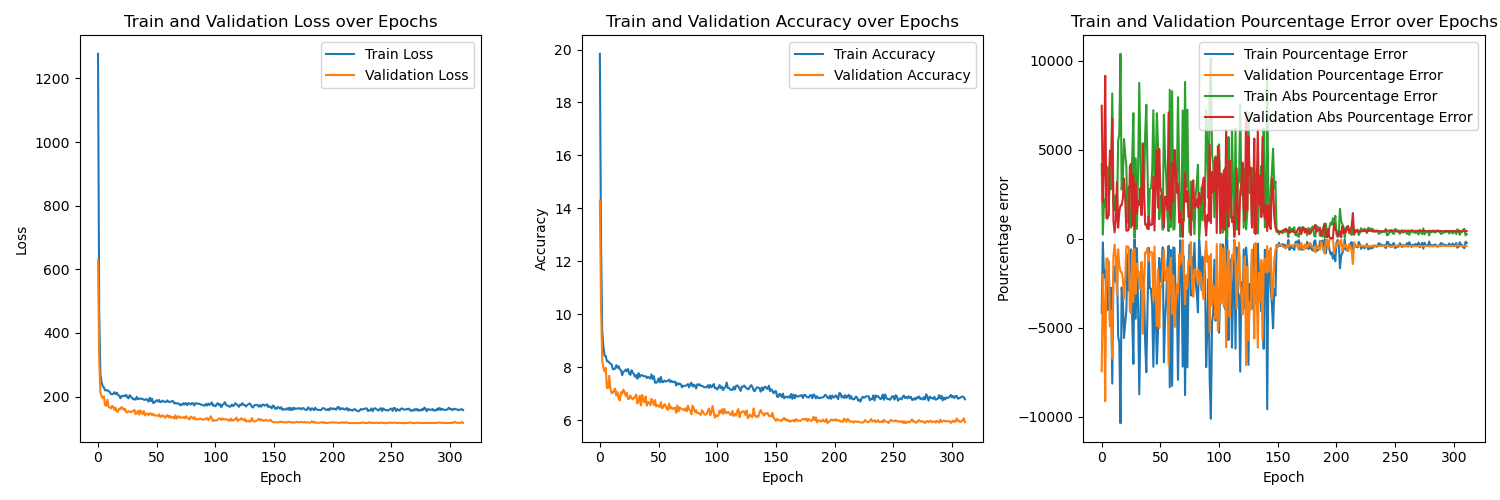 Train and Validation Loss over Epochs
Train Loss
Validation Loss
1200
1000
800
600
400
200
Loss
0 50 100 150 200 250 300
Epoch
Train and Validation Accuracy over Epochs
Train Accuracy
Validation Accuracy
20
18
16
14
12
10
8
6
Accuracy
0 50 100 150 200 250 300
Epoch
Train and Validation Pourcentage Error over Epochs
Train Pourcentage Error
Validation Pourcentage Error
Train Abs Pourcentage Error
Validation Abs Pourcentage Error
10000
5000
0
−5000
−10000
Pourcentage error
0 50 100 150 200 250 300
Epoch